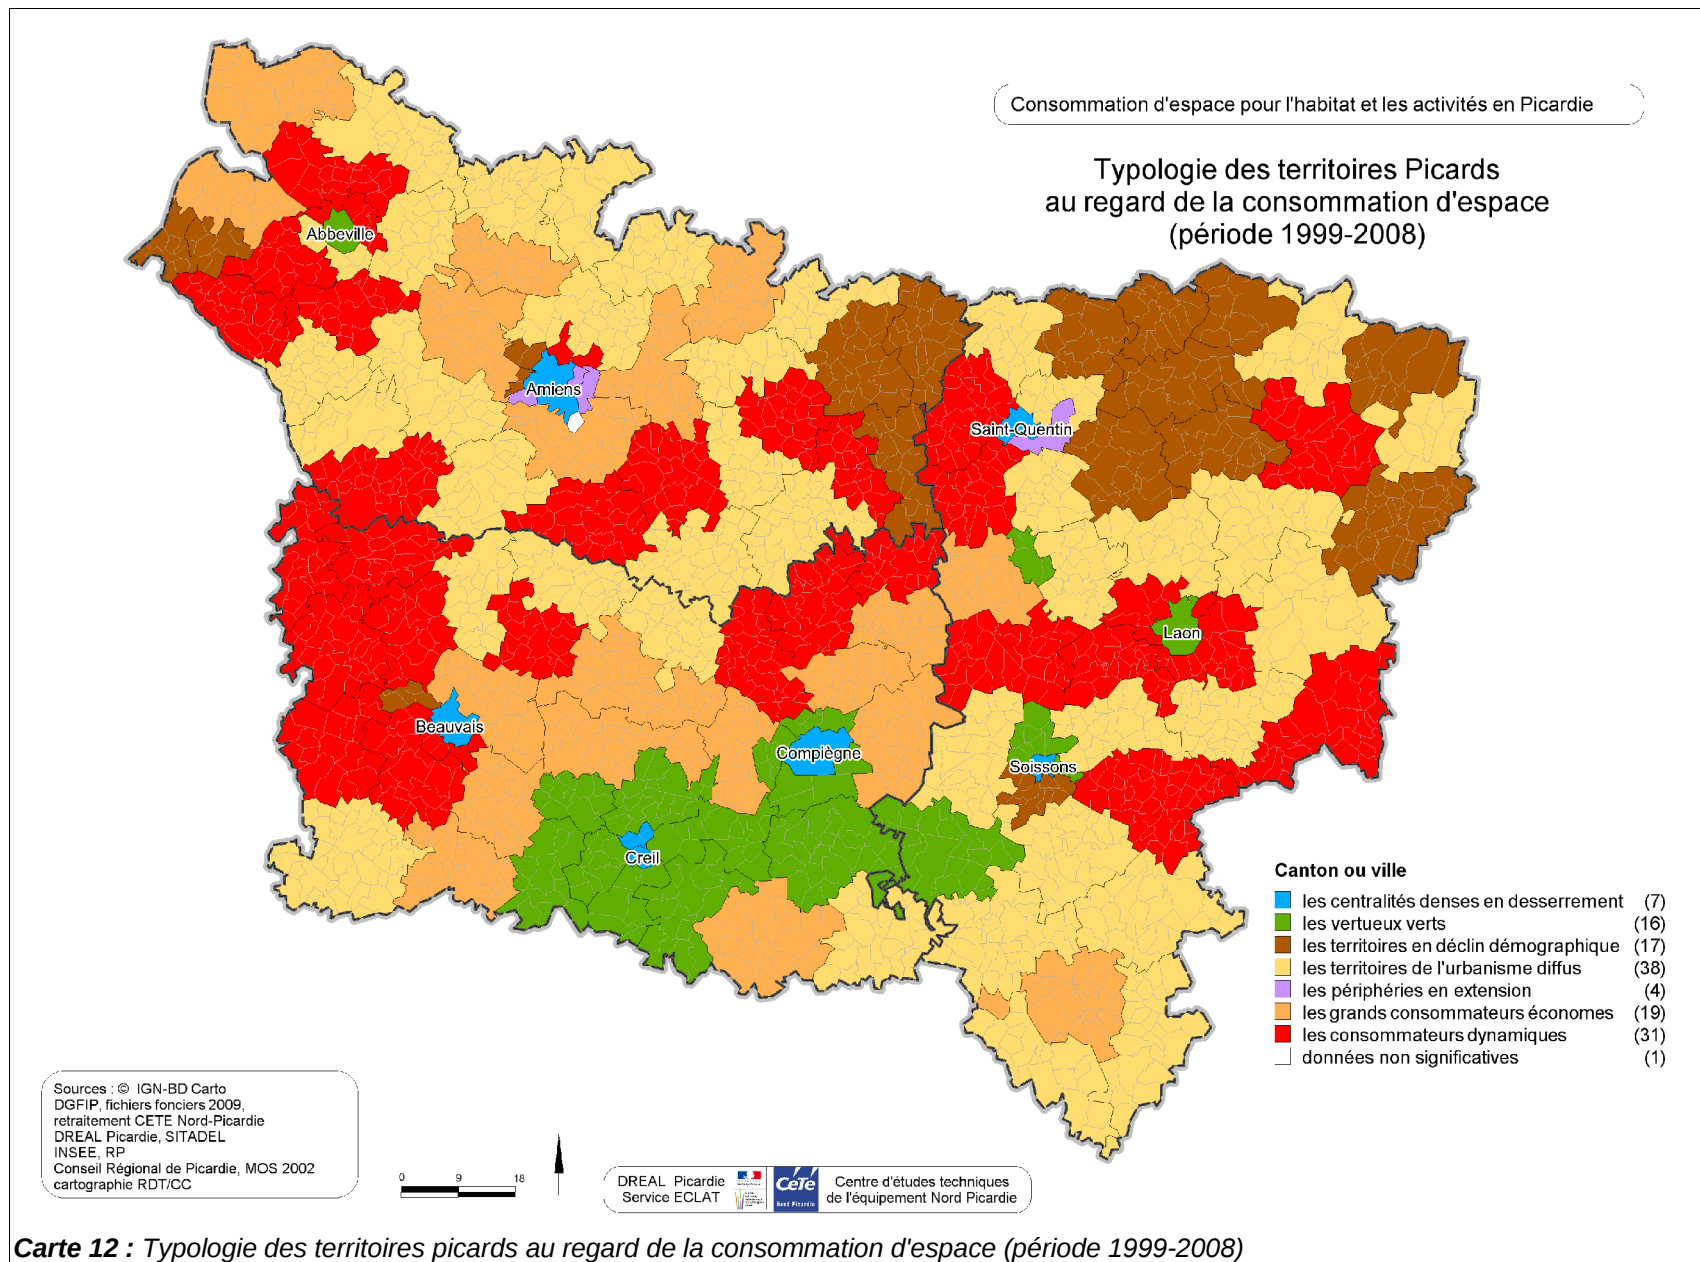 Consommation d'espace pour l'habitat et les activités en Picardie
Typologie des territoires Picards
au regard de la consommation d'espace
(période 1999-2008)
Abbeville
Amiens
Saint-Quentin
Laon
Beauvais
Compiègne
Soissons
Creil
Canton ou ville
les centralités denses en desserrement (7)
les vertueux verts (16)
les territoires en déclin démographique (17)
les territoires de l'urbanisme diffus (38)
les périphéries en extension (4)
les grands consommateurs économes (19)
les consommateurs dynamiques (31)
données non significatives (1)
Sources : © IGN-BD Carto
DGFIP, fichiers fonciers 2009,
retraitement CETE Nord-Picardie
DREAL Picardie, SITADEL
INSEE, RP
Conseil Régional de Picardie, MOS 2002
cartographie RDT/CC
0 9 18
DREAL Picardie
Service ECLAT
CeTe
Nord Picardie
Centre d'études techniques
de l'équipement Nord Picardie
Carte 12 : Typologie des territoires picards au regard de la consommation d'espace (période 1999-2008)